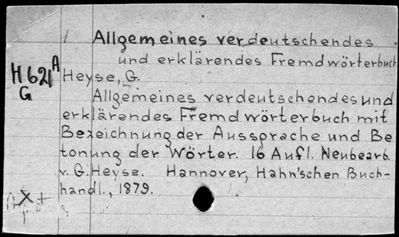 Allgemeines verdeutschendes
und erklärendes Fremdwörterbuch
H621A
G
Heyse, G.
Allgemeines verdeutschendes und
erklärendes Fremdwörterbuch mit
Bezeichnung der Aussprache und Be
tonung der Wörter. 16 Aufl. Neubearb.
v. G. Heyse. Hannover, Hahn'schen Buch-
handl., 1879.
X